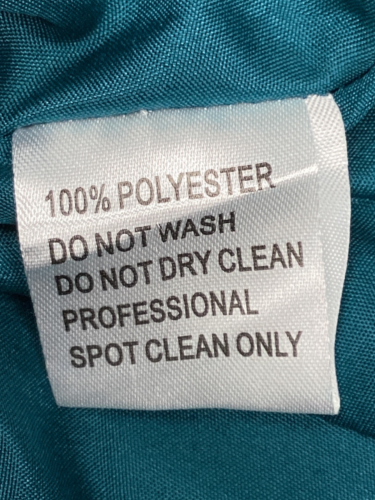 100% POLYESTER
DO NOT WASH
DO NOT DRY CLEAN
PROFESSIONAL
SPOT CLEAN ONLY